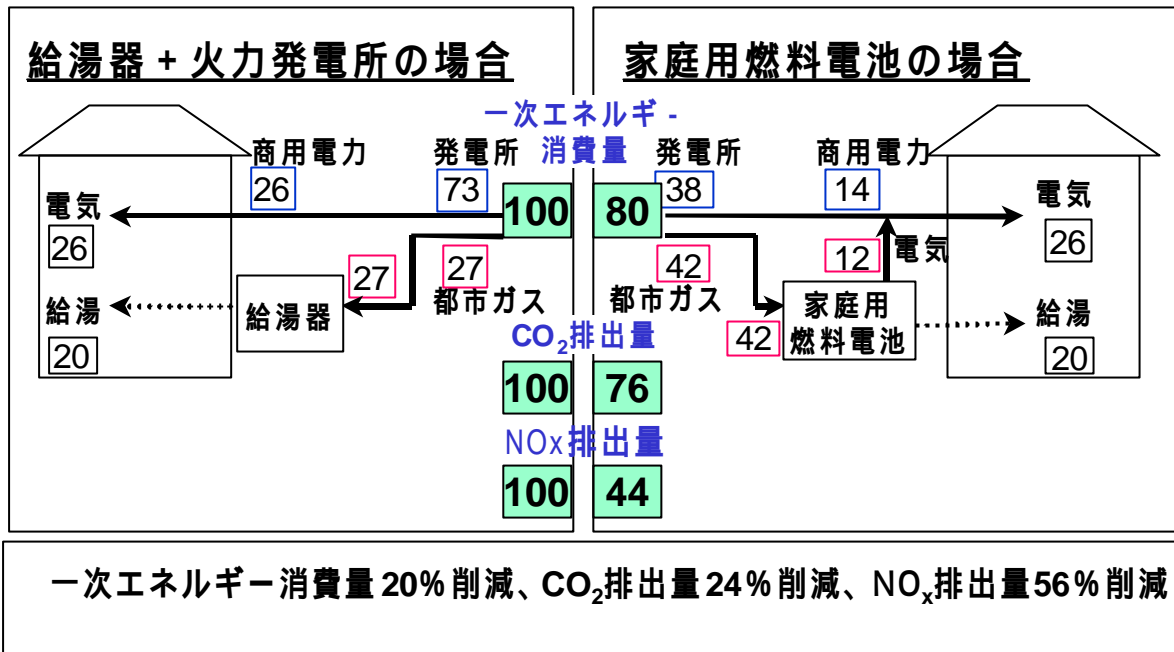 給湯器+火力発電所の場合
商用電力
発電所
26
73
電気
26
27
27
都市ガス
給湯器
給湯
20
一次エネルギ-
消費量
100
80
CO₂排出量
100
76
NOx排出量
100
44
家庭用燃料電池の場合
発電所
商用電力
38
14
電気
26
42
12
電気
都市ガス
42
家庭用
燃料電池
給湯
20
一次エネルギー消費量20%削減、CO₂排出量24%削減、NOₓ排出量56%削減